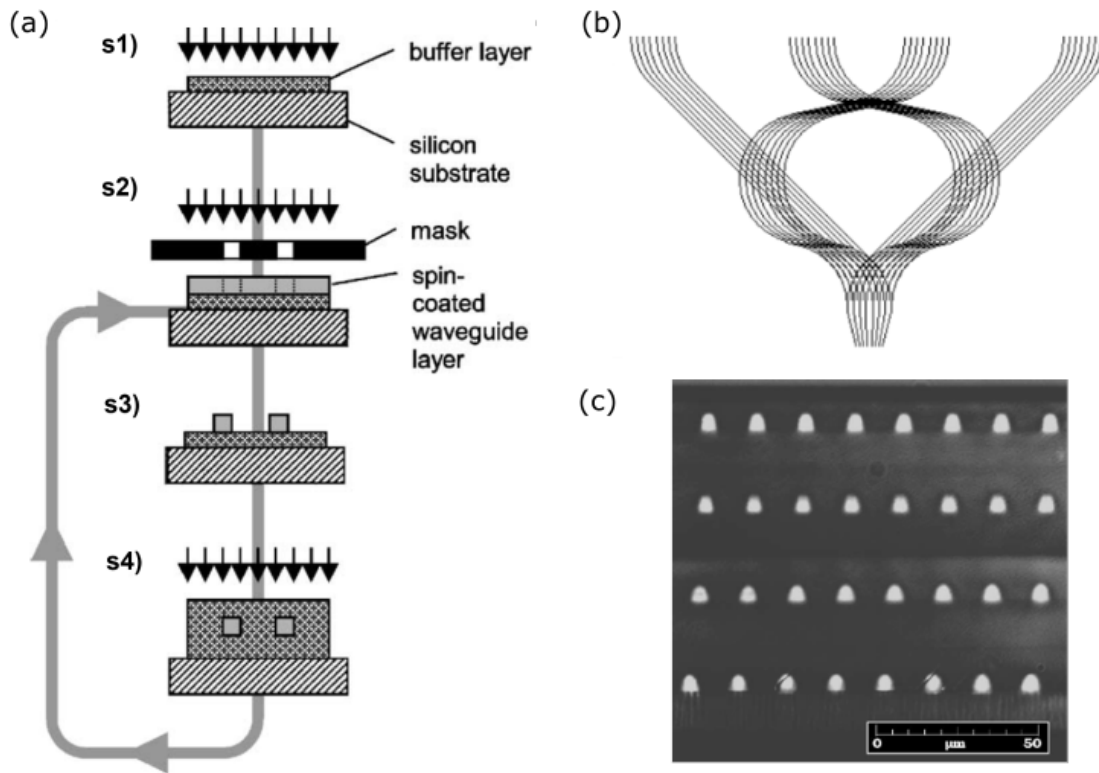 (a)
s1)
buffer layer
silicon
substrate
s2)
mask
spin-
coated
waveguide
layer
s3)
s4)
(b)
(c)
0 µm 50